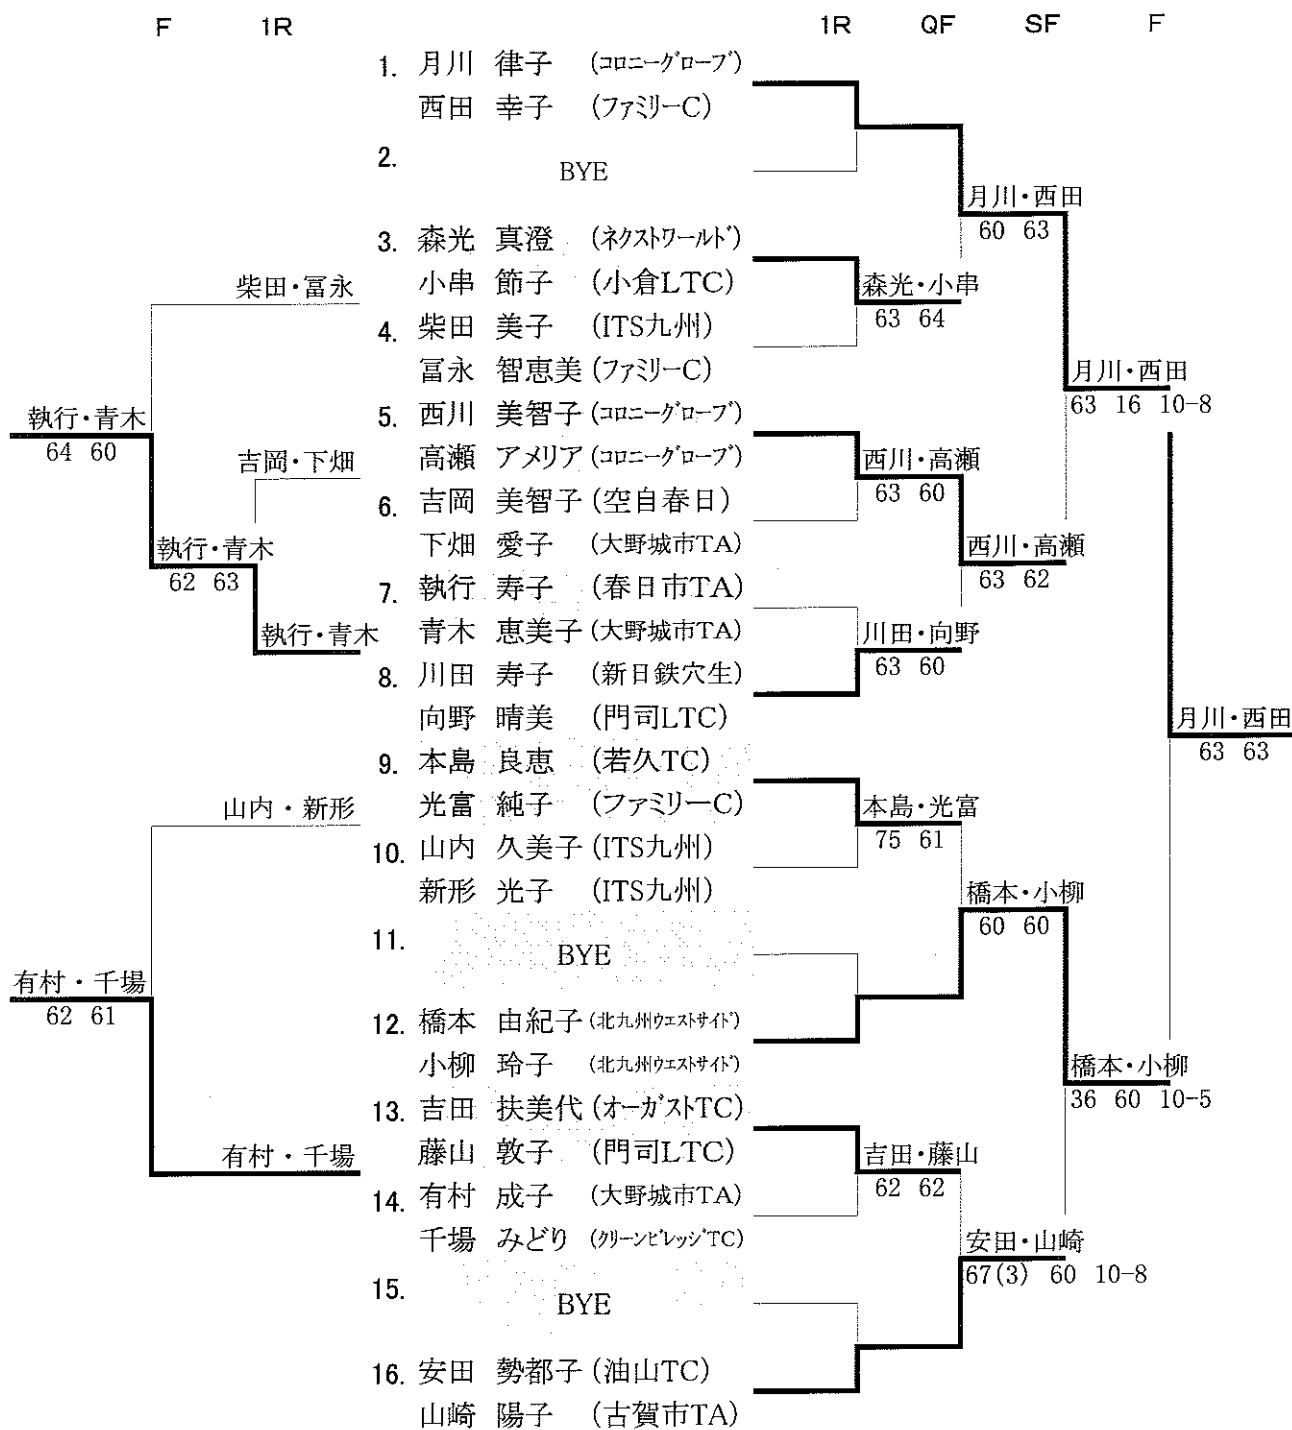 F 1R 1R QF SF F
1. 月川 律子 (コロニーグローブ)
西田 幸子 (ファミリーC)
2. BYE
3. 森光 真澄 (ネクストワールド)
小串 節子 (小倉LTC)
4. 柴田 美子 (ITS九州)
冨永 智恵美 (ファミリーC)
5. 西川 美智子 (コロニーグローブ)
高瀬 アメリア (コロニーグローブ)
6. 吉岡 美智子 (空自春日)
下畑 愛子 (大野城市TA)
7. 執行 寿子 (春日市TA)
青木 恵美子 (大野城市TA)
8. 川田 寿子 (新日鉄穴生)
向野 晴美 (門司LTC)
9. 本島 良恵 (若久TC)
光富 純子 (ファミリーC)
10. 山内 久美子 (ITS九州)
新形 光子 (ITS九州)
11. BYE
12. 橋本 由紀子 (北九州ウエストサイド)
小柳 玲子 (北九州ウエストサイド)
13. 吉田 扶美代 (オーガストTC)
藤山 敦子 (門司LTC)
14. 有村 成子 (大野城市TA)
千場 みどり (グリーンビレッジTC)
15. BYE
16. 安田 勢都子 (油山TC)
山崎 陽子 (古賀市TA)
森光・小串
63 64
西川・高瀬
63 60
川田・向野
63 60
本島・光富
75 61
吉田・藤山
62 62
月川・西田
60 63
西川・高瀬
63 62
橋本・小柳
60 60
安田・山崎
67(3) 60 10-8
月川・西田
63 16 10-8
橋本・小柳
36 60 10-5
月川・西田
63 63
柴田・冨永
吉岡・下畑
執行・青木
執行・青木
62 63
執行・青木
64 60
山内・新形
有村・千場
有村・千場
62 61